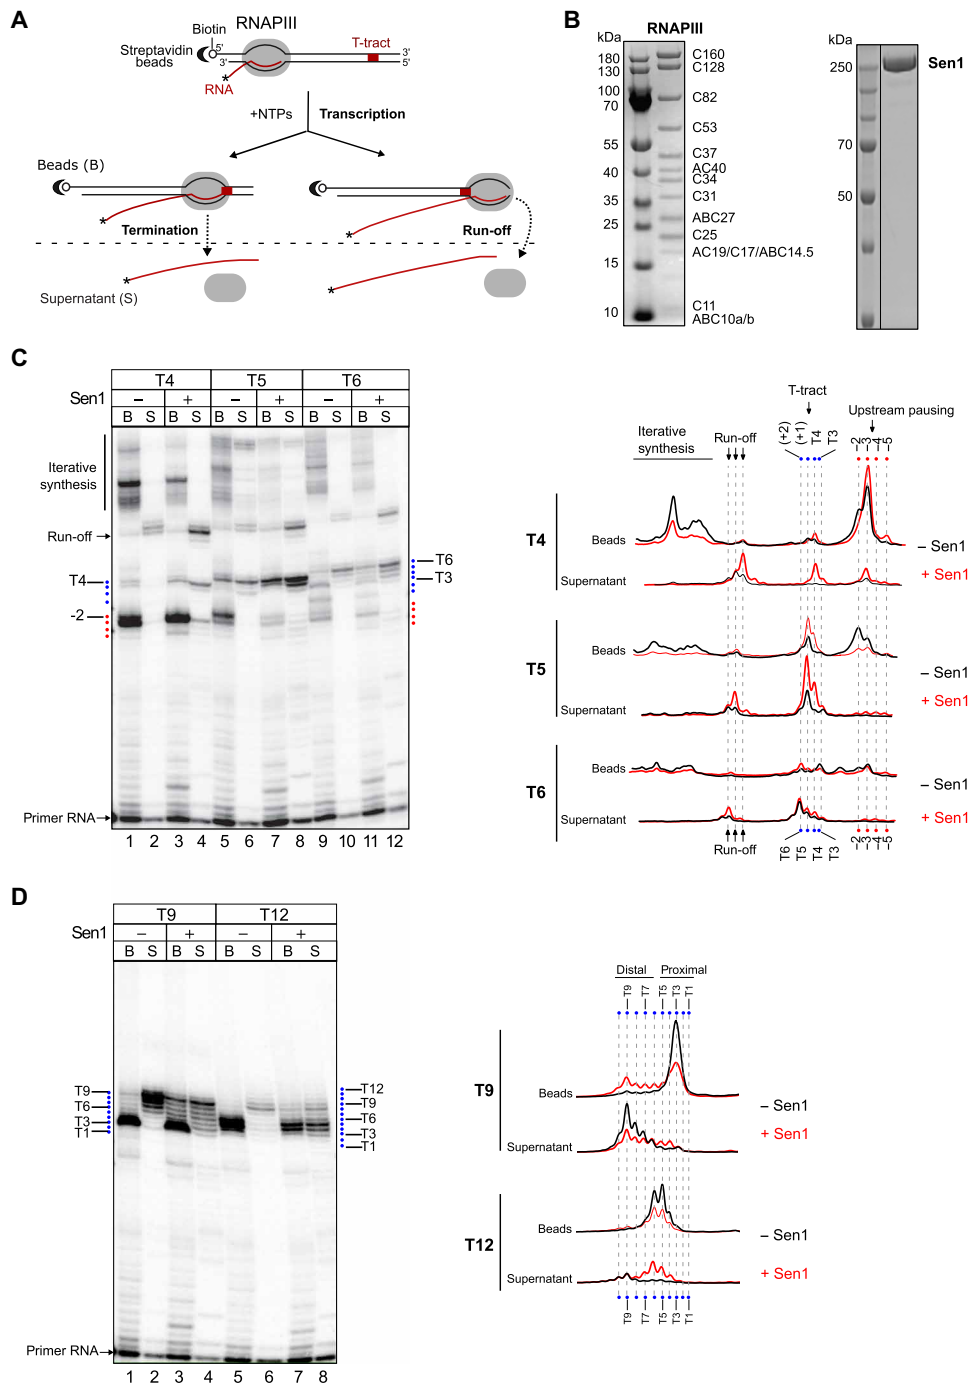 A
RNAPIII
Biotin
5'
Streptavidin
beads
T-tract
3'
3'
5'
RNA
*
+NTPs
Transcription
Beads (B)
*
*
Termination
Run-off
*
*
Supernatant (S)
B
RNAPIII
kDa
180
130
100
70
55
40
35
25
15
10
C160
C128
C82
C53
C37
AC40
C34
C31
ABC27
C25
AC19/C17/ABC14.5
C11
ABC10a/b
kDa
250
70
50
Sen1
C
T4 T5 T6
Sen1 – + – + – +
B S B S B S B S B S B S
Iterative
synthesis
Run-off
T4
-2
Primer RNA
T6
T3
1 2 3 4 5 6 7 8 9 10 11 12
T-tract
Upstream pausing
Iterative
synthesis
Run-off
(+2) (+1) T4 T3
–2 –3 –4 –5
T4
Beads
Supernatant
– Sen1
+ Sen1
T5
Beads
Supernatant
– Sen1
+ Sen1
T6
Beads
Supernatant
– Sen1
+ Sen1
Run-off
T6 T5 T4 T3
–2 –3 –4 –5
D
T9 T12
Sen1 – + – +
B S B S B S B S
T9
T6
T3
T1
Primer RNA
T12
T9
T6
T3
T1
1 2 3 4 5 6 7 8
Distal Proximal
T9 T7 T5 T3 T1
T9
Beads
Supernatant
– Sen1
+ Sen1
T12
Beads
Supernatant
– Sen1
+ Sen1
T9 T7 T5 T3 T1